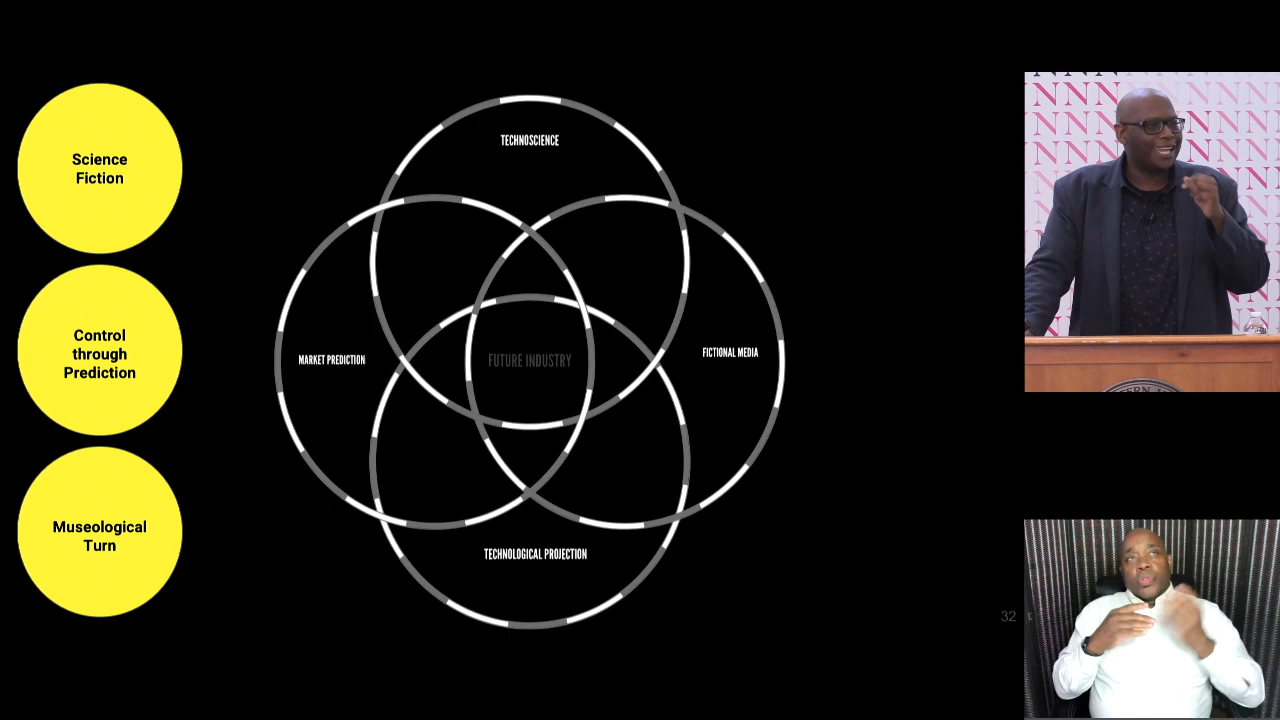 Science
Fiction
Control
through
Prediction
Museological
Turn
TECHNOSCIENCE
MARKET PREDICTION
FUTURE INDUSTRY
FICTIONAL MEDIA
TECHNOLOGICAL PROJECTION
32